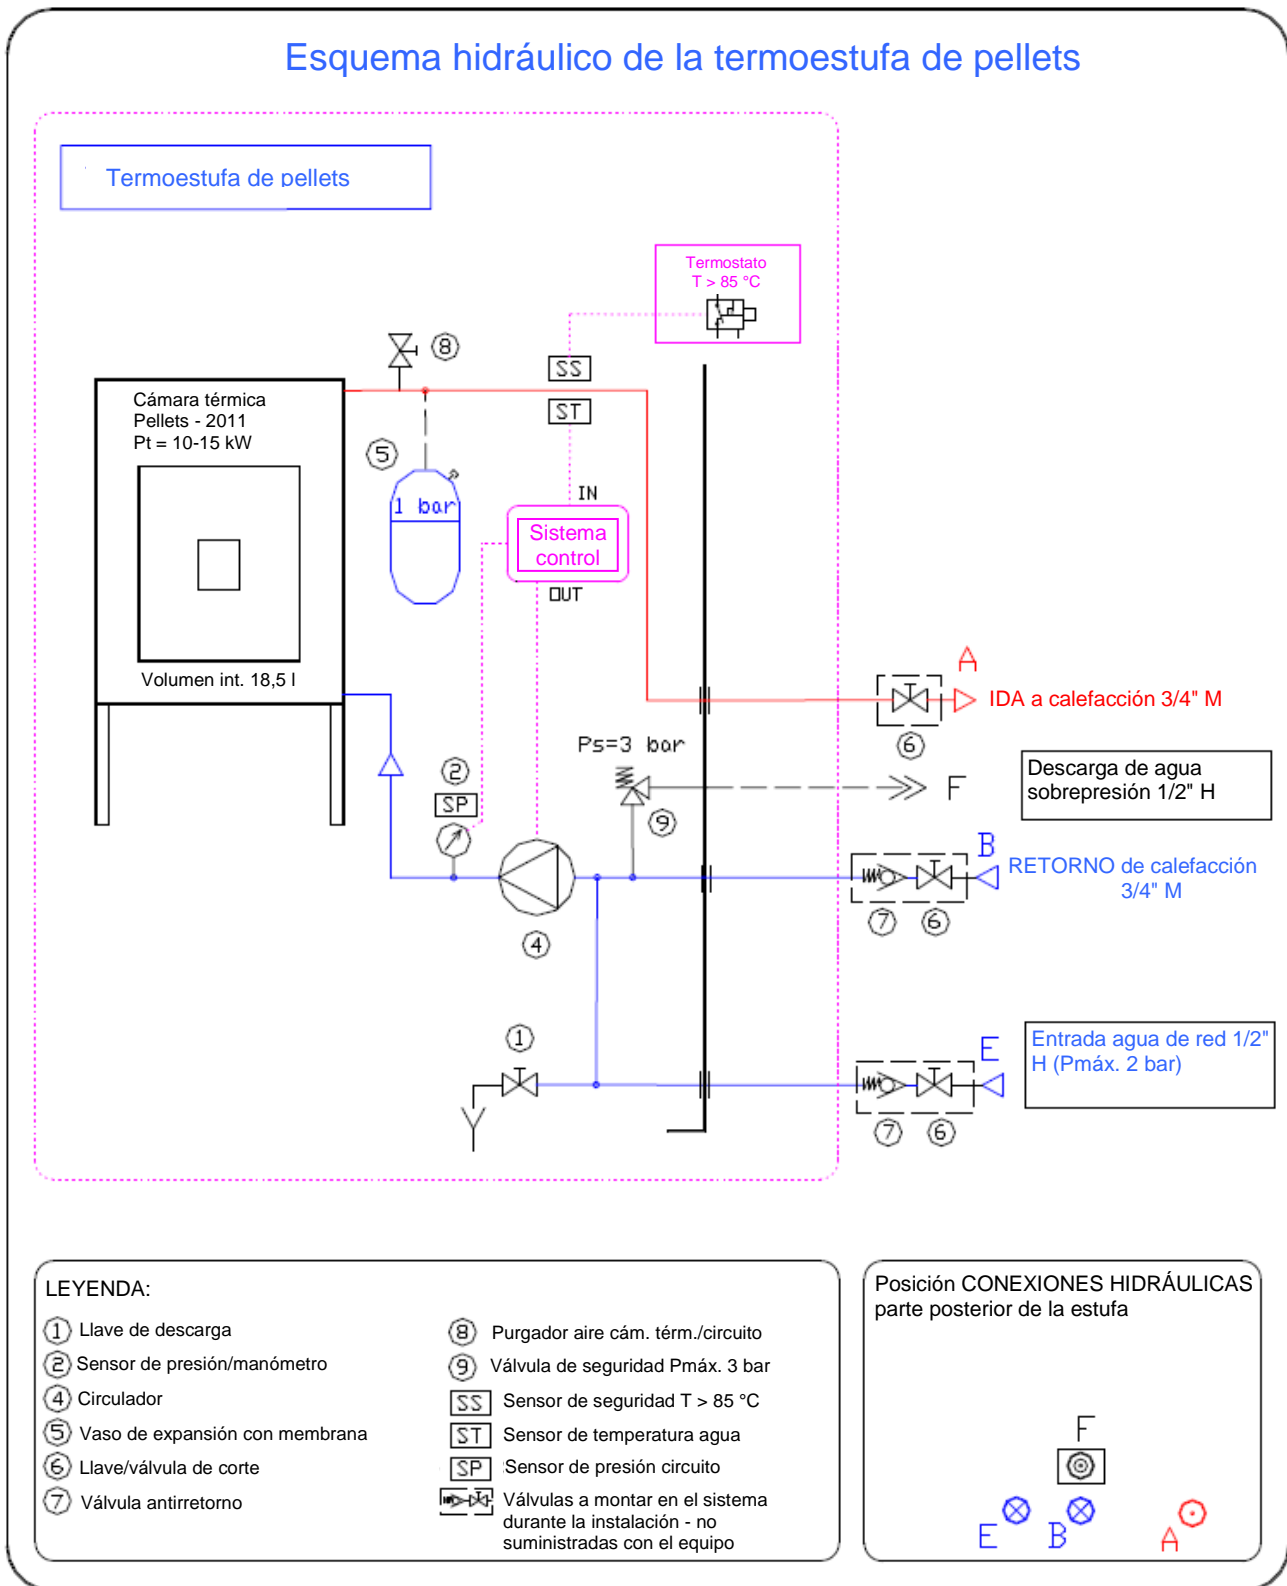 Esquema hidráulico de la termoestufa de pellets
Termoestufa de pellets
Termostato
T > 85 °C
8
SS
ST
Cámara térmica
Pellets - 2011
Pt = 10-15 kW
5
1 bar
IN
Sistema
control
OUT
Volumen int. 18,5 l
A
IDA a calefacción 3/4" M
6
Ps=3 bar
2
SP
9
F
Descarga de agua
sobrepresión 1/2" H
B
RETORNO de calefacción
3/4" M
7
6
4
1
E
Entrada agua de red 1/2"
H (Pmáx. 2 bar)
7
6
LEYENDA:
1 Llave de descarga
2 Sensor de presión/manómetro
4 Circulador
5 Vaso de expansión con membrana
6 Llave/válvula de corte
7 Válvula antirretorno
8 Purgador aire cám. térm./circuito
9 Válvula de seguridad Pmáx. 3 bar
SS Sensor de seguridad T > 85 °C
ST Sensor de temperatura agua
SP Sensor de presión circuito
Válvulas a montar en el sistema
durante la instalación - no
suministradas con el equipo
Posición CONEXIONES HIDRÁULICAS
parte posterior de la estufa
F
E
B
A